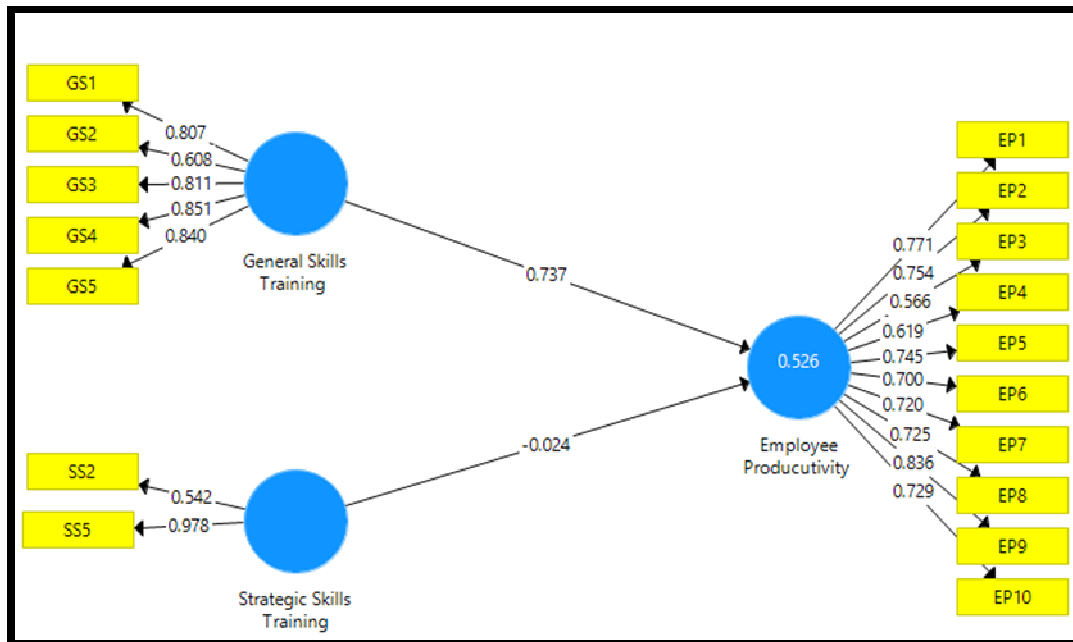 GS1
GS2
GS3
GS4
GS5
0.807
0.608
0.811
0.851
0.840
General Skills
Training
0.737
SS2
SS5
0.542
0.978
Strategic Skills
Training
-0.024
0.526
Employee
Producutivity
0.771
0.754
0.566
0.619
0.745
0.700
0.720
0.725
0.836
0.729
EP1
EP2
EP3
EP4
EP5
EP6
EP7
EP8
EP9
EP10